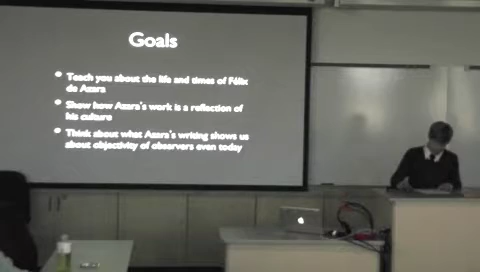 Goals
Teach you about the life and times of Félix
de Azara
Show how Azara's work is a reflection of
his culture
Think about what Azara's writing shows us
about objectivity of observers even today